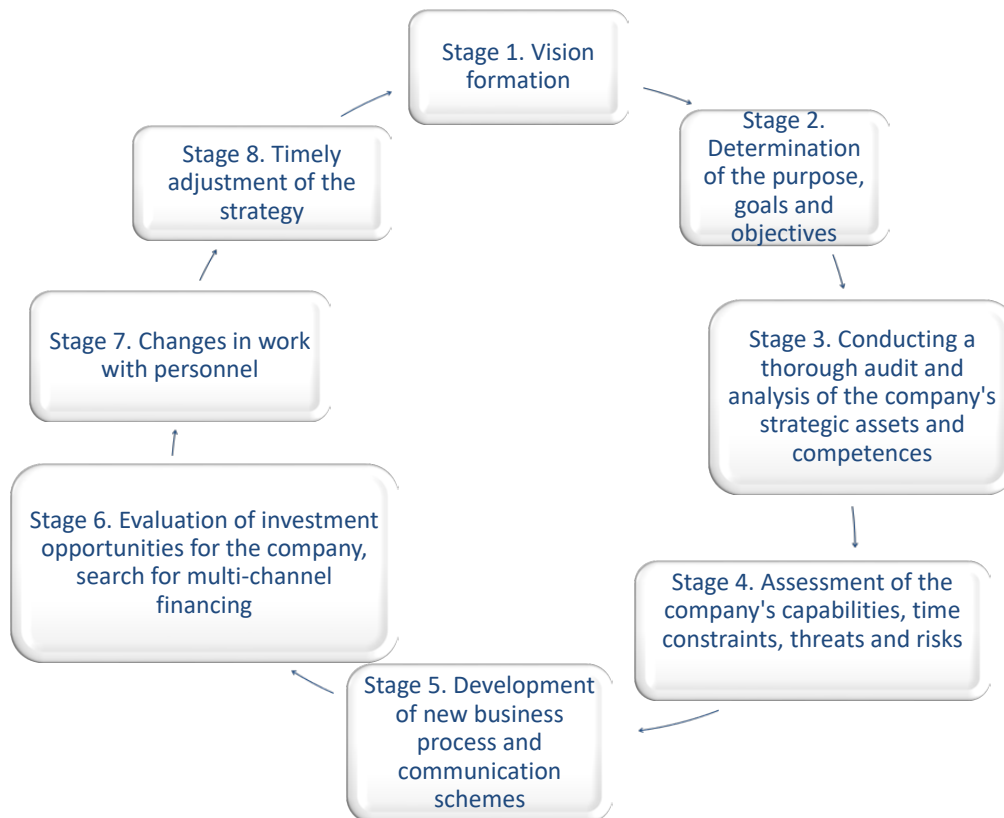 Stage 1. Vision
formation
Stage 2.
Determination
of the purpose,
goals and
objectives
Stage 3. Conducting a
thorough audit and
analysis of the company's
strategic assets and
competences
Stage 4. Assessment of the
company's capabilities, time
constraints, threats and risks
Stage 5. Development
of new business
process and
communication
schemes
Stage 6. Evaluation of investment
opportunities for the company,
search for multi-channel
financing
Stage 7. Changes in work
with personnel
Stage 8. Timely
adjustment of the
strategy